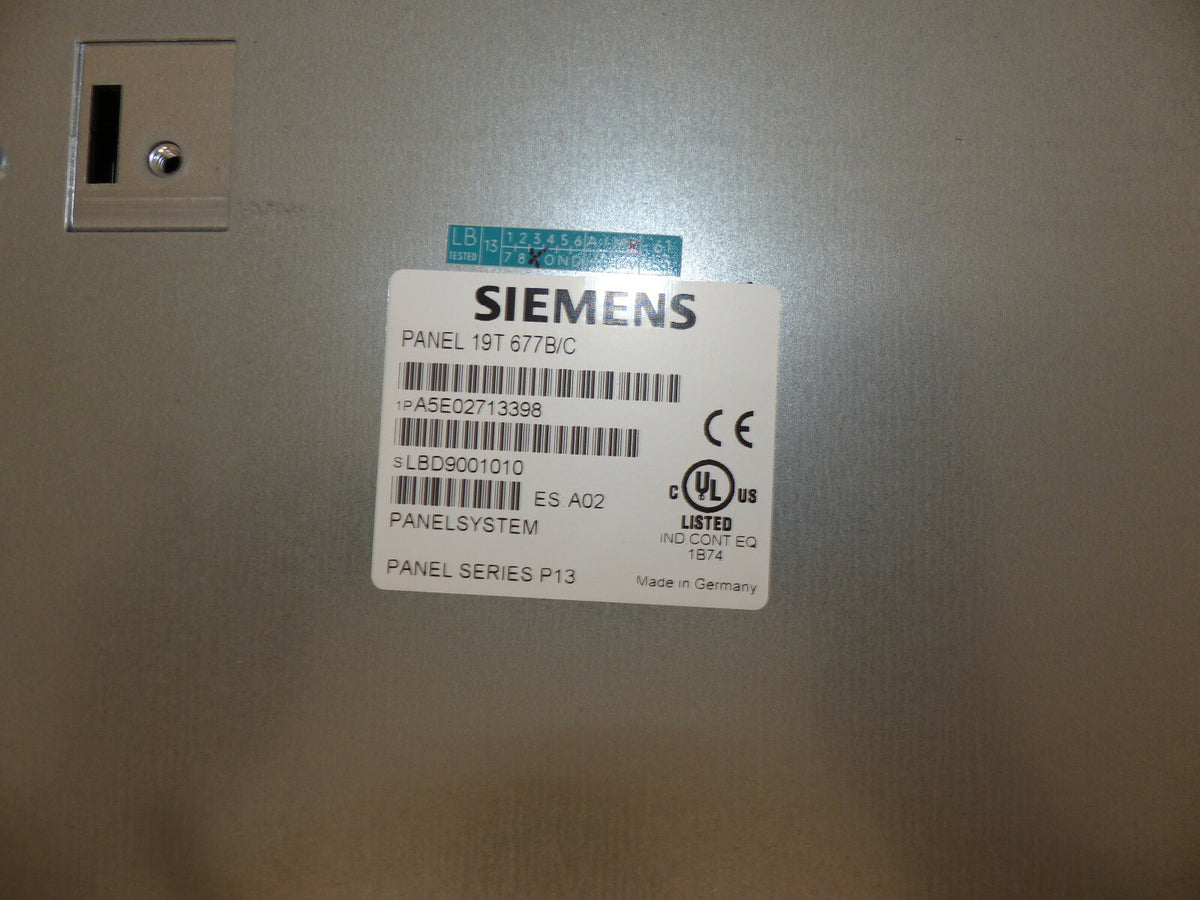 LB 13 1 2 3 4 5 6 A 61
TESTED 7 8 O N D
SIEMENS
PANEL 19T 677B/C
1P A5E02713398
S LBD9001010
ES: A02
PANELSYSTEM
PANEL SERIES P13
CE
C UL US
LISTED
IND CONT EQ
1B74
Made in Germany